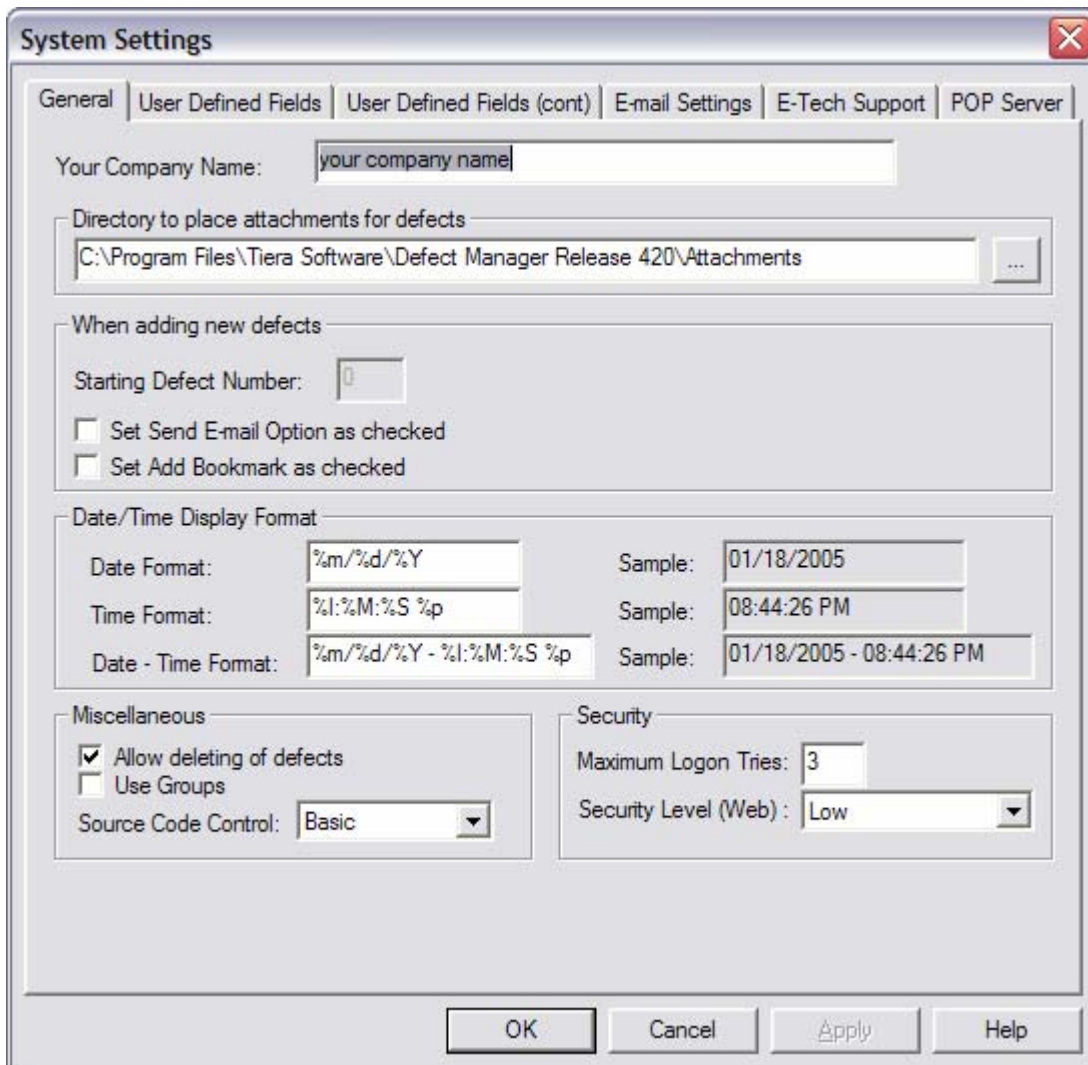 System Settings
General User Defined Fields User Defined Fields (cont) E-mail Settings E-Tech Support POP Server
Your Company Name: your company name
Directory to place attachments for defects
C:\Program Files\Tiera Software\Defect Manager Release 420\Attachments ...
When adding new defects
Starting Defect Number: 0
Set Send E-mail Option as checked
Set Add Bookmark as checked
Date/Time Display Format
Date Format: %m/%d/%Y Sample: 01/18/2005
Time Format: %I:%M:%S %p Sample: 08:44:26 PM
Date - Time Format: %m/%d/%Y - %I:%M:%S %p Sample: 01/18/2005 - 08:44:26 PM
Miscellaneous Security
Allow deleting of defects Maximum Logon Tries: 3
Use Groups
Source Code Control: Basic Security Level (Web) : Low
OK Cancel Apply Help